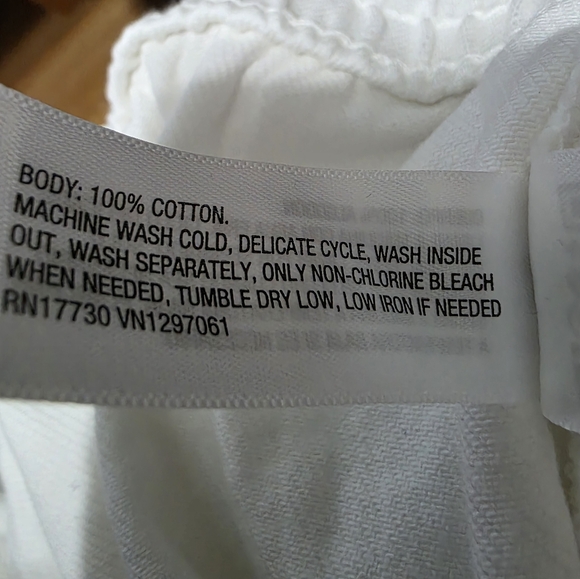 BODY: 100% COTTON.
MACHINE WASH COLD, DELICATE CYCLE, WASH INSIDE
OUT, WASH SEPARATELY, ONLY NON-CHLORINE BLEACH
WHEN NEEDED, TUMBLE DRY LOW, LOW IRON IF NEEDED
RN17730 VN1297061